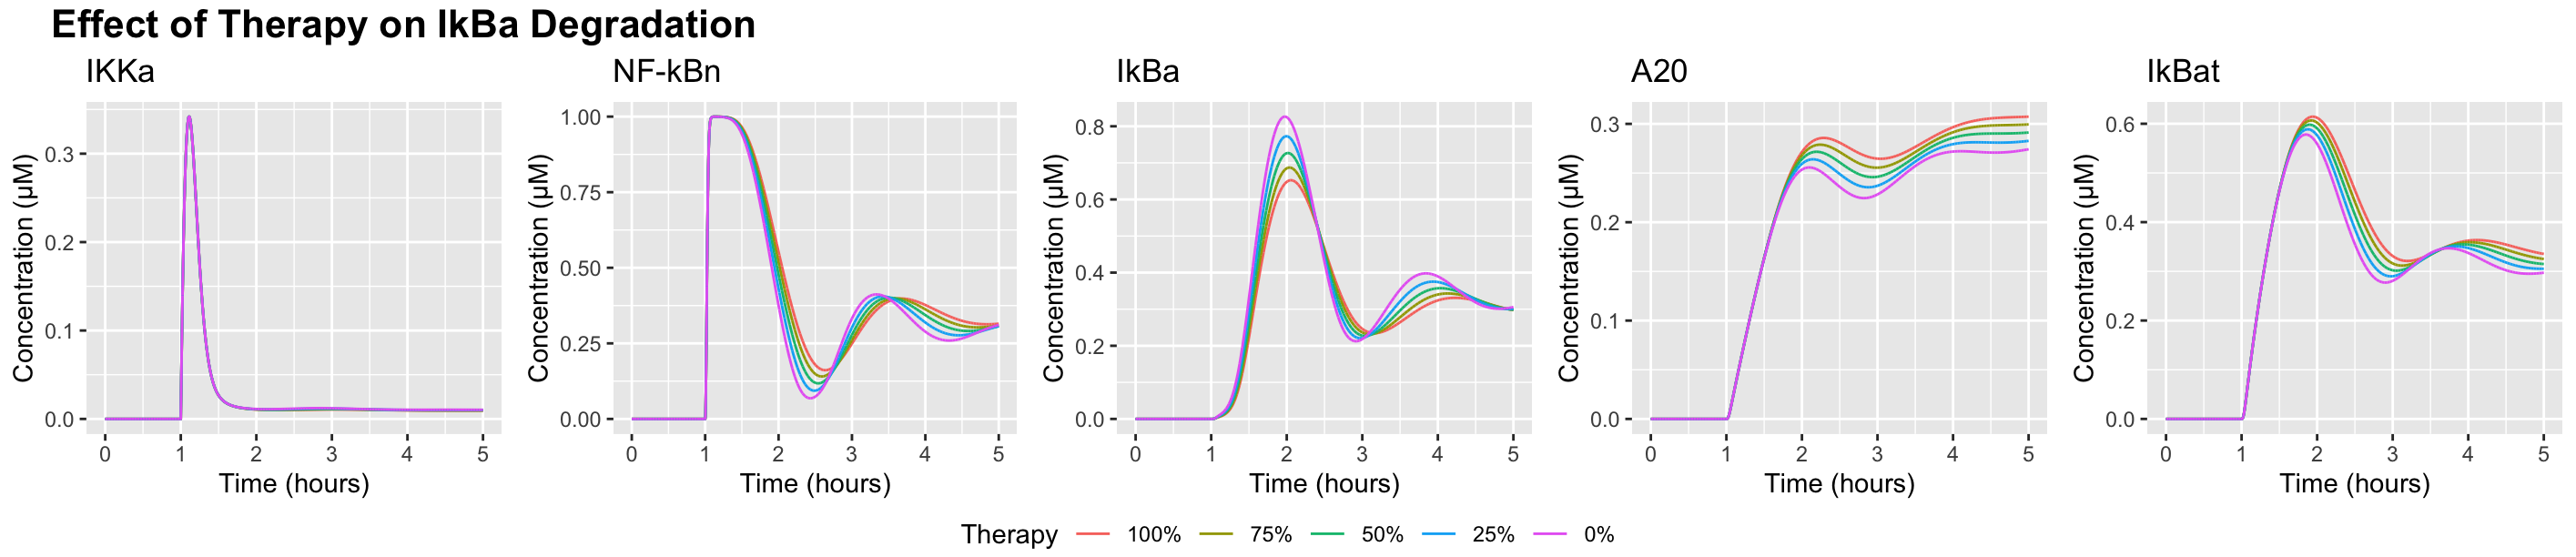 Effect of Therapy on IkBa Degradation
IKKa
NF-kBn
IkBa
A20
IkBat
Concentration (μM)
0.3
0.2
0.1
0.0
0 1 2 3 4 5
Time (hours)
Concentration (μM)
1.00
0.75
0.50
0.25
0.00
0 1 2 3 4 5
Time (hours)
Concentration (μM)
0.8
0.6
0.4
0.2
0.0
0 1 2 3 4 5
Time (hours)
Concentration (μM)
0.3
0.2
0.1
0.0
0 1 2 3 4 5
Time (hours)
Concentration (μM)
0.6
0.4
0.2
0.0
0 1 2 3 4 5
Time (hours)
Therapy 100% 75% 50% 25% 0%